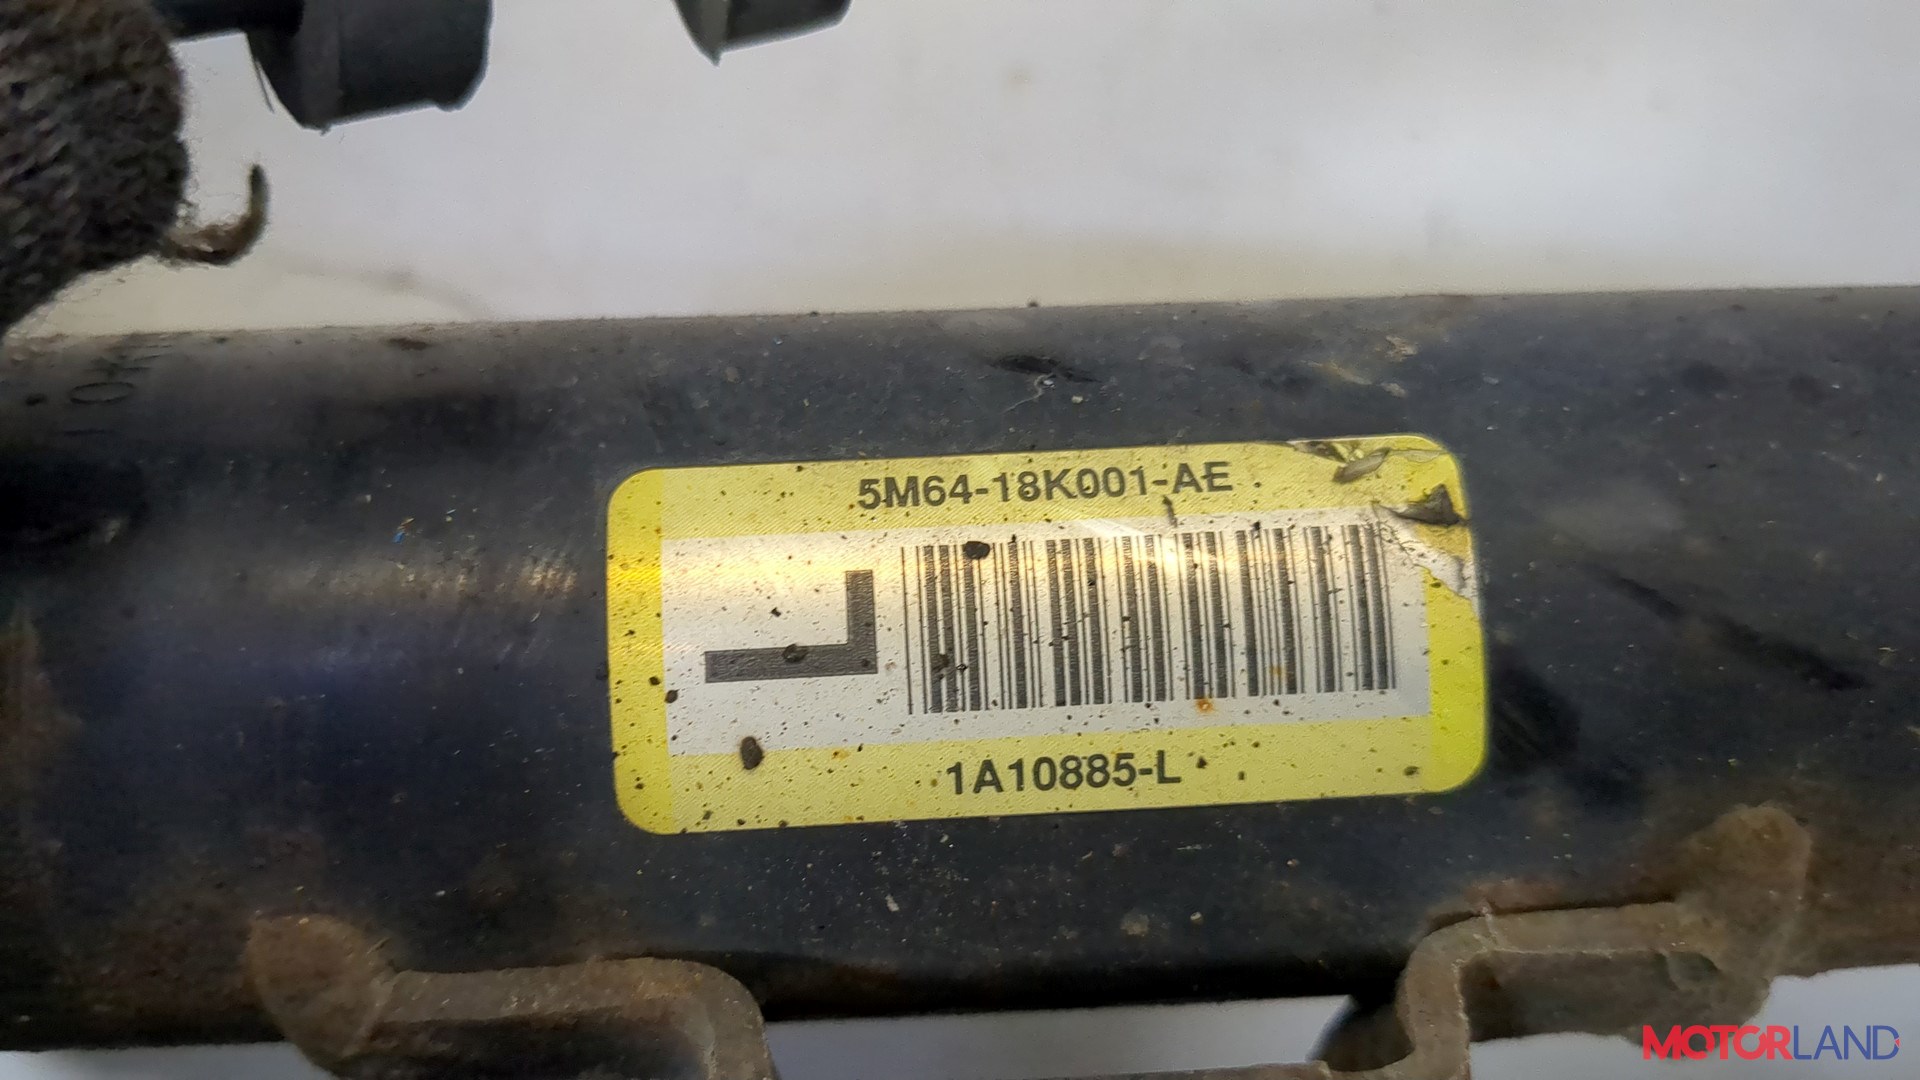 5M64-18K001-AE
L
1A10885-L
MOTORLAND